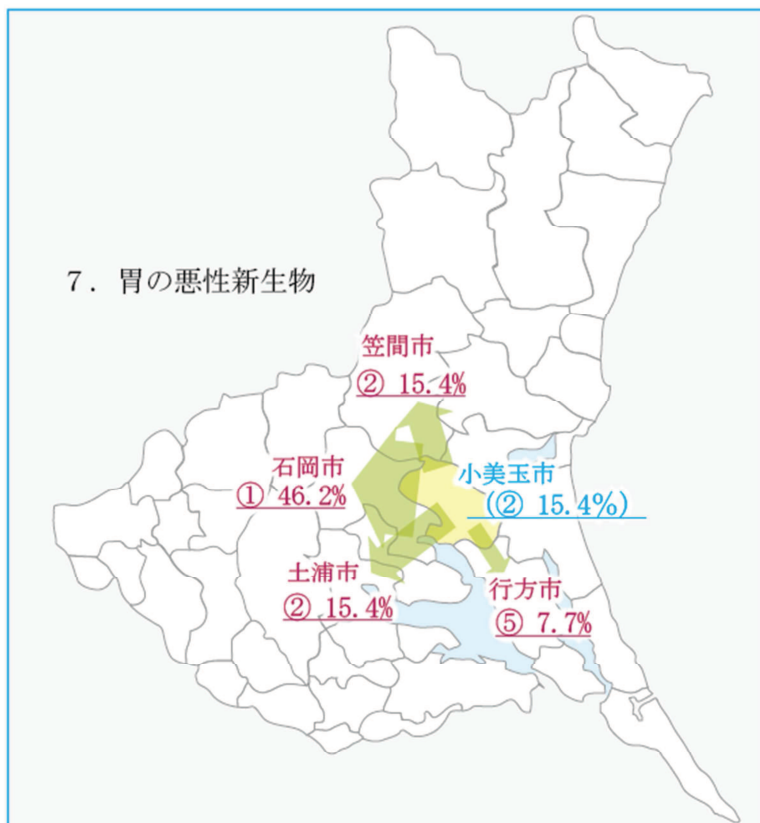 7. 胃の悪性新生物
笠間市
② 15.4%
石岡市
① 46.2%
小美玉市
(② 15.4%)
土浦市
② 15.4%
行方市
⑤ 7.7%